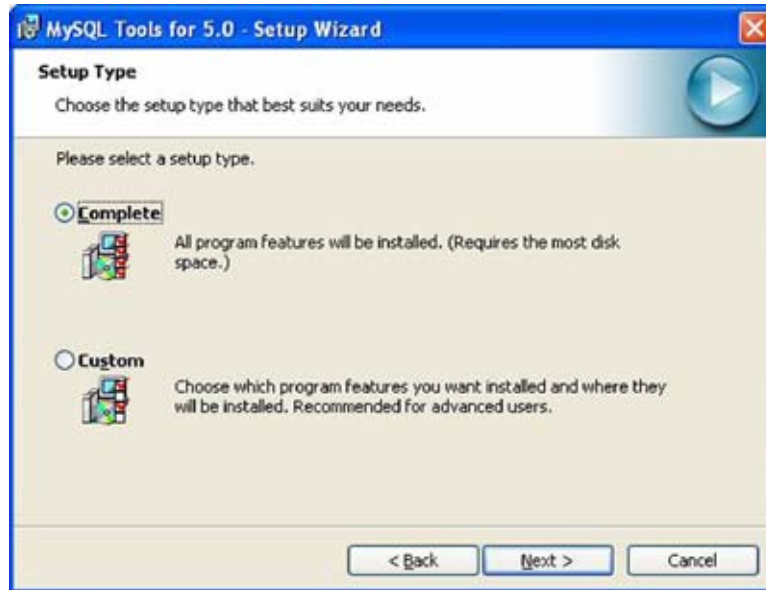 MySQL Tools for 5.0 - Setup Wizard
Setup Type
Choose the setup type that best suits your needs.
Please select a setup type.
Complete
All program features will be installed. (Requires the most disk
space.)
Custom
Choose which program features you want installed and where they
will be installed. Recommended for advanced users.
< Back
Next >
Cancel